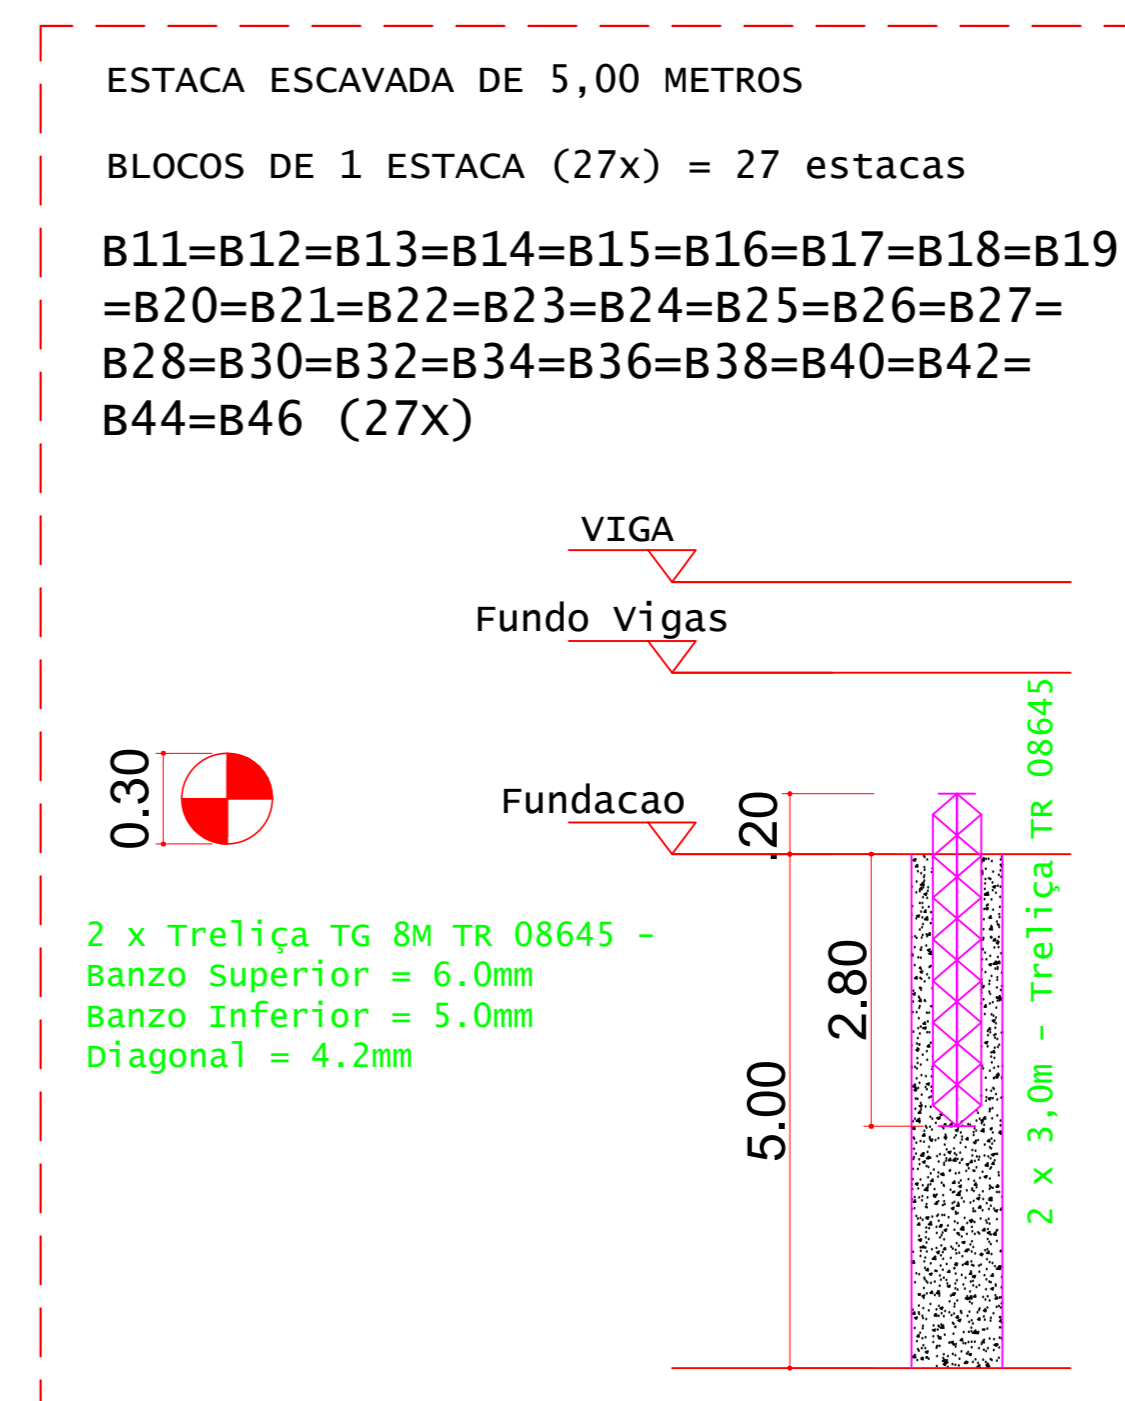 ESTACA ESCAVADA DE 5,00 METROS
BLOCOS DE 1 ESTACA (27x) = 27 estacas
B11=B12=B13=B14=B15=B16=B17=B18=B19
=B20=B21=B22=B23=B24=B25=B26=B27=
B28=B30=B32=B34=B36=B38=B40=B42=
B44=B46 (27X)
VIGA
Fundo Vigas
0.30
Fundacao
.20
2 x Treliça TG 8M TR 08645 -
Banzo Superior = 6.0mm
Banzo Inferior = 5.0mm
Diagonal = 4.2mm
2.80
5.00
2 x 3,0m - Treliça TR 08645